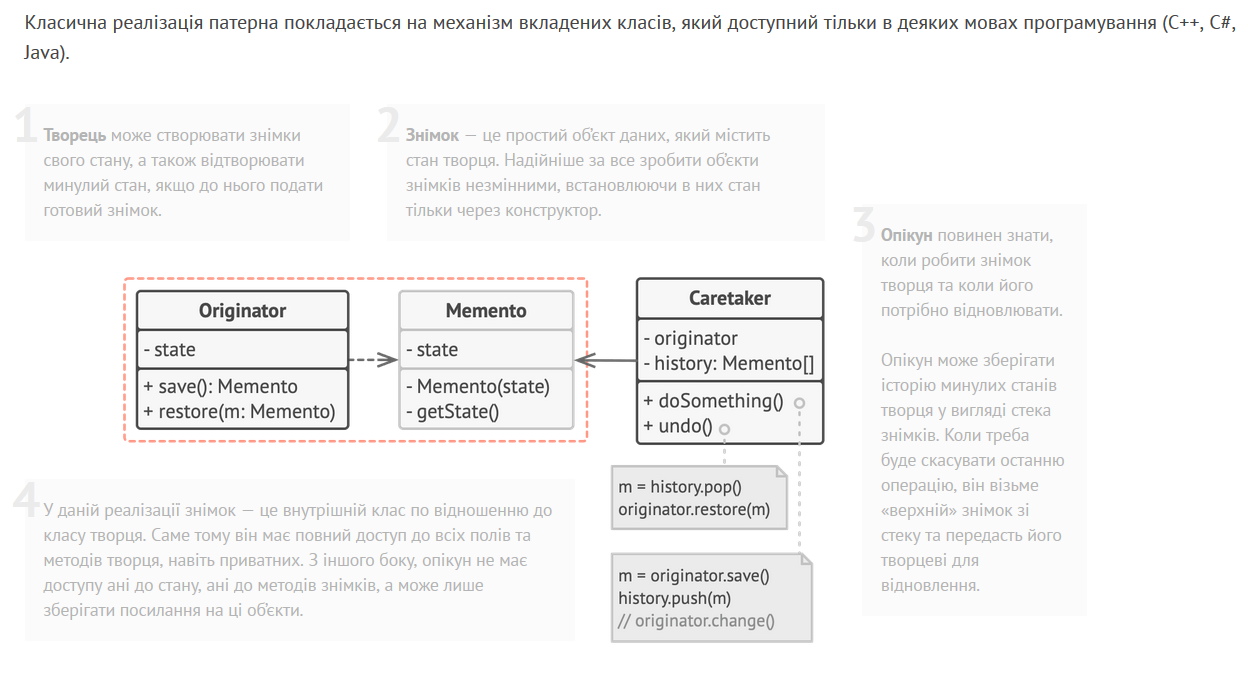 Класична реалізація патерна покладається на механізм вкладених класів, який доступний тільки в деяких мовах програмування (C++, C#,
Java).
1
Творець може створювати знімки
свого стану, а також відтворювати
минулий стан, якщо до нього подати
готовий знімок.
2
Знімок — це простий об'єкт даних, який містить
стан творця. Надійніше за все зробити об'єкти
знімків незмінними, встановлюючи в них стан
тільки через конструктор.
3
Опікун повинен знати,
коли робити знімок
творця та коли його
потрібно відновлювати.
Опікун може зберігати
історію минулих станів
творця у вигляді стека
знімків. Коли треба
буде скасувати останню
операцію, він візьме
«верхній» знімок зі
стеку та передасть його
творцеві для
відновлення.
Originator
- state
+ save(): Memento
+ restore(m: Memento)
Memento
- state
- Memento(state)
- getState()
Caretaker
- originator
- history: Memento[]
+ doSomething()
+ undo()
m = history.pop()
originator.restore(m)
m = originator.save()
history.push(m)
// originator.change()
4
У даній реалізації знімок — це внутрішній клас по відношенню до
класу творця. Саме тому він має повний доступ до всіх полів та
методів творця, навіть приватних. З іншого боку, опікун не має
доступу ані до стану, ані до методів знімків, а може лише
зберігати посилання на ці об'єкти.